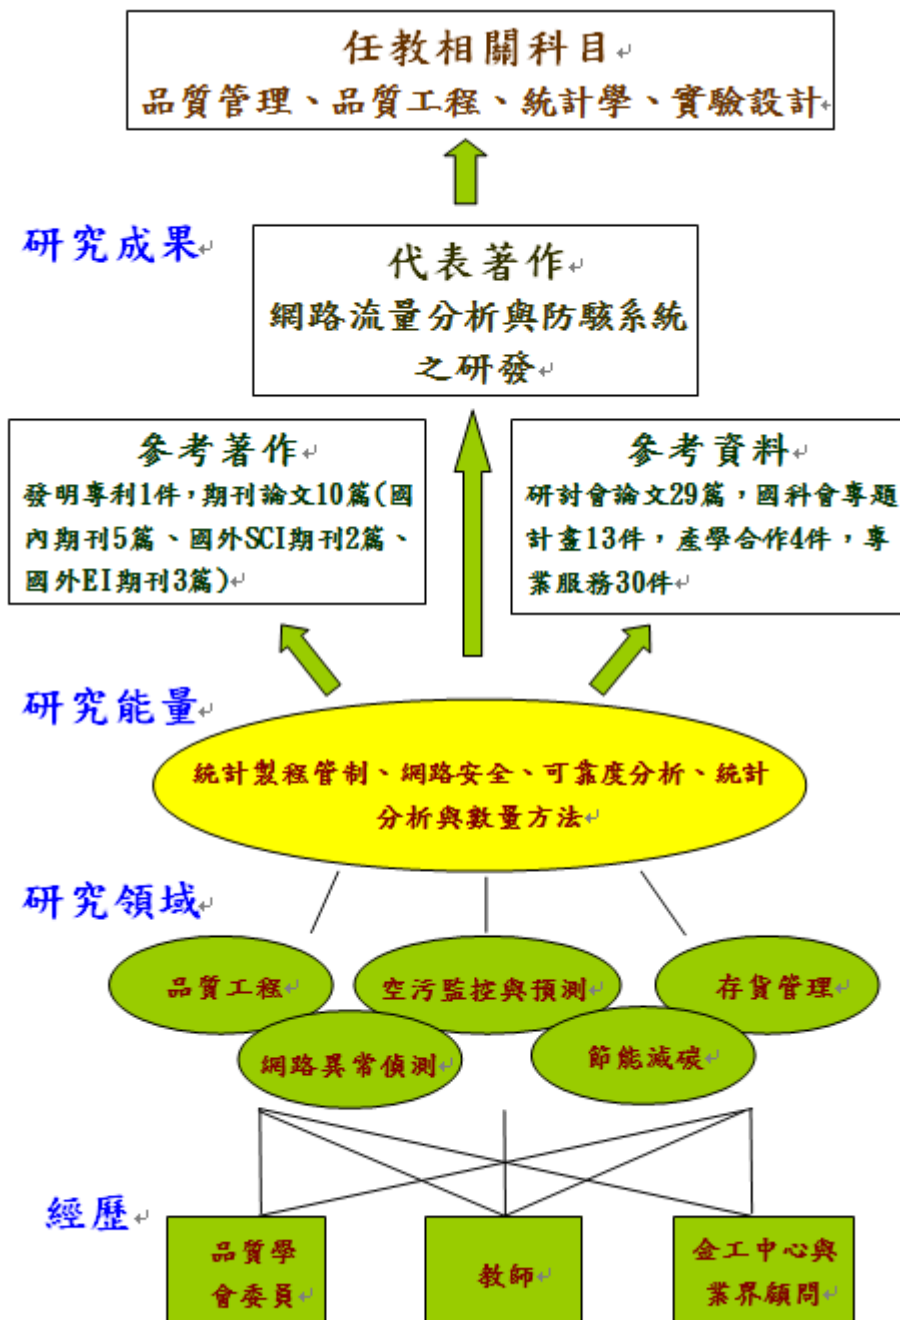 任教相關科目
品質管理、品質工程、統計學、實驗設計
研究成果
代表著作
網路流量分析與防駭系統
之研發
參考著作
發明專利1件,期刊論文10篇(國
內期刊5篇、國外SCI期刊2篇、
國外EI期刊3篇)
參考資料
研討會論文29篇,國科會專題
計畫13件,產學合作4件,專
業服務30件
研究能量
統計製程管制、網路安全、可靠度分析、統計
分析與數量方法
研究領域
品質工程
空污監控與預測
存貨管理
網路異常偵測
節能減碳
經歷
品質學
會委員
教師
金工中心與
業界顧問